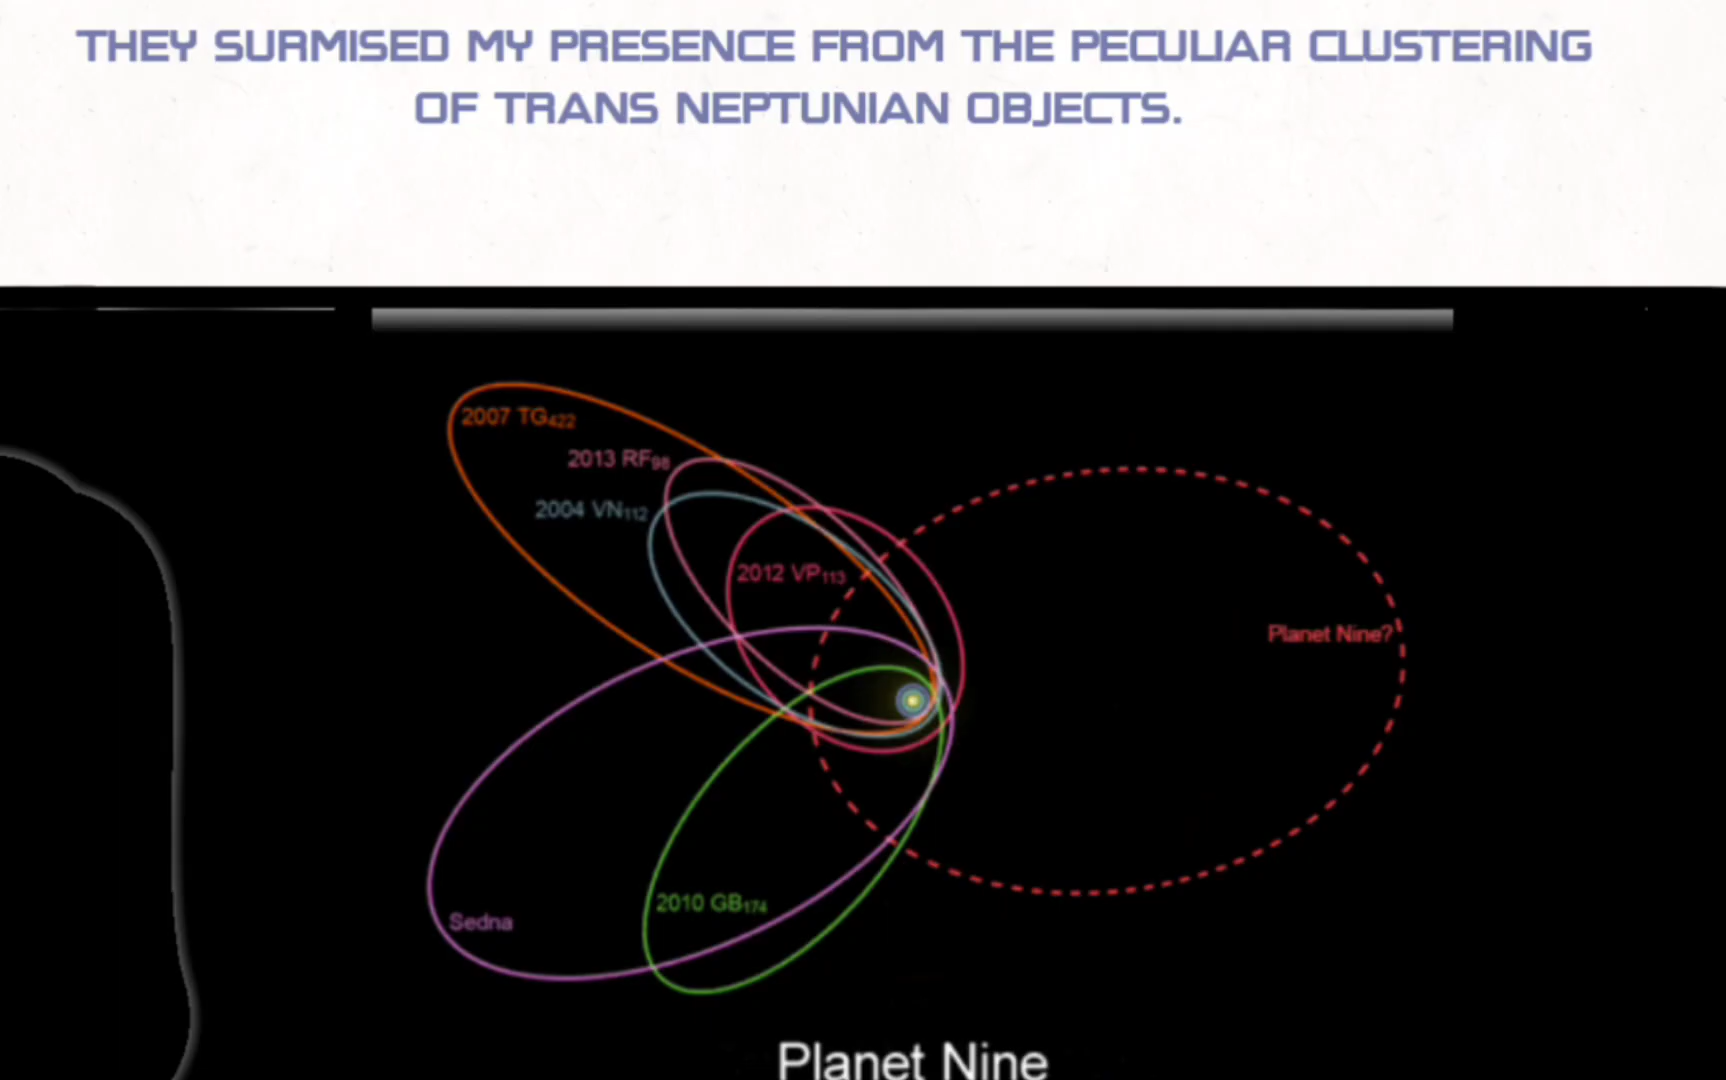 THEY SURMISED MY PRESENCE FROM THE PECULIAR CLUSTERING
OF TRANS NEPTUNIAN OBJECTS.
2007 TG422
2013 RF98
2004 VN112
2012 VP113
Planet Nine?
2010 GB174
Sedna
Planet Nine